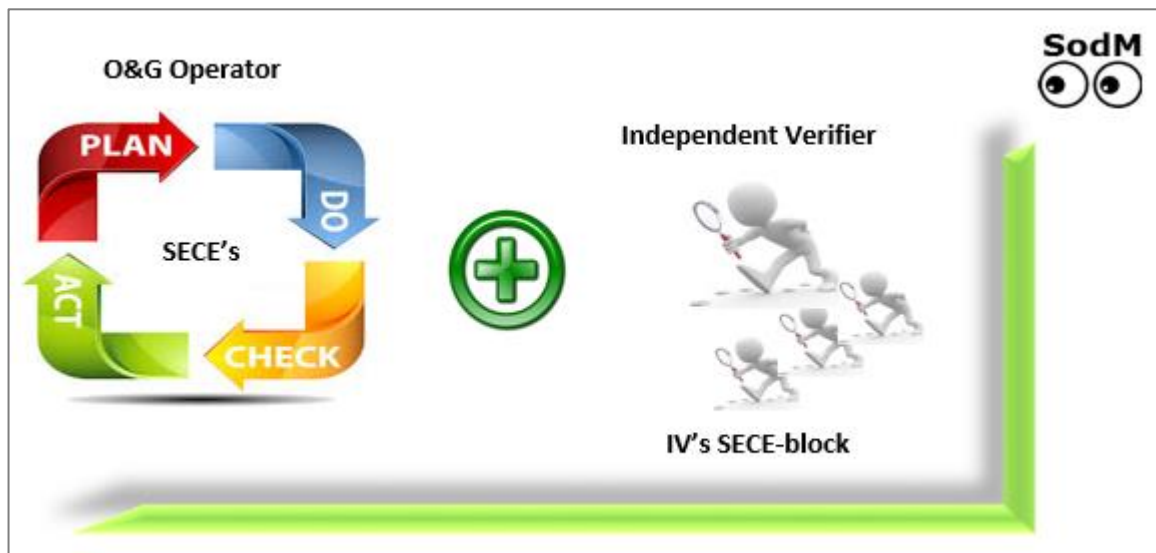 SodM
O&G Operator
Independent Verifier
PLAN
DO
SECE's
ACT
CHECK
IV's SECE-block